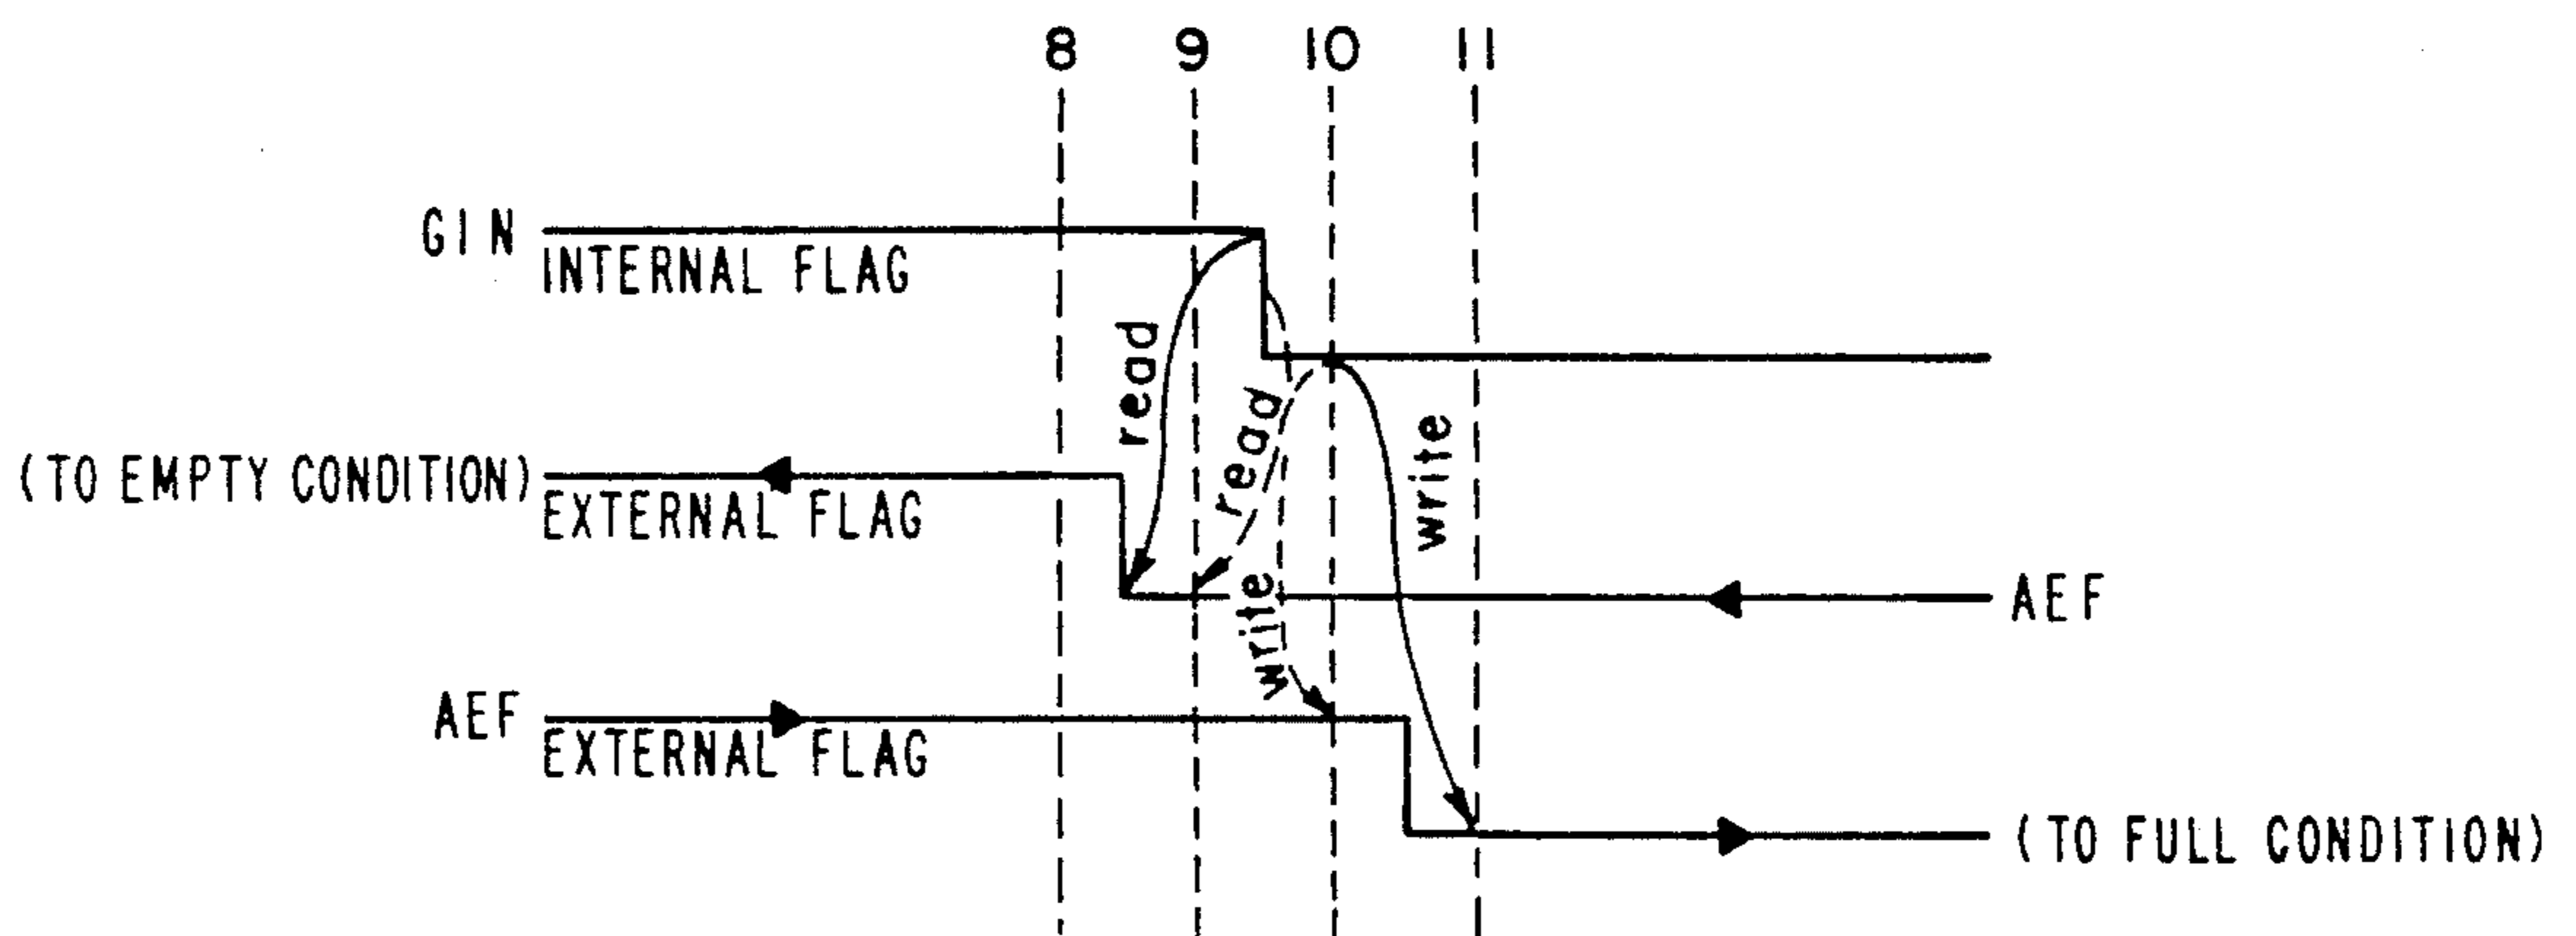 8 9 10 11
GIN
INTERNAL FLAG
read
read
write
(TO EMPTY CONDITION)
EXTERNAL FLAG
write
AEF
AEF
EXTERNAL FLAG
(TO FULL CONDITION)